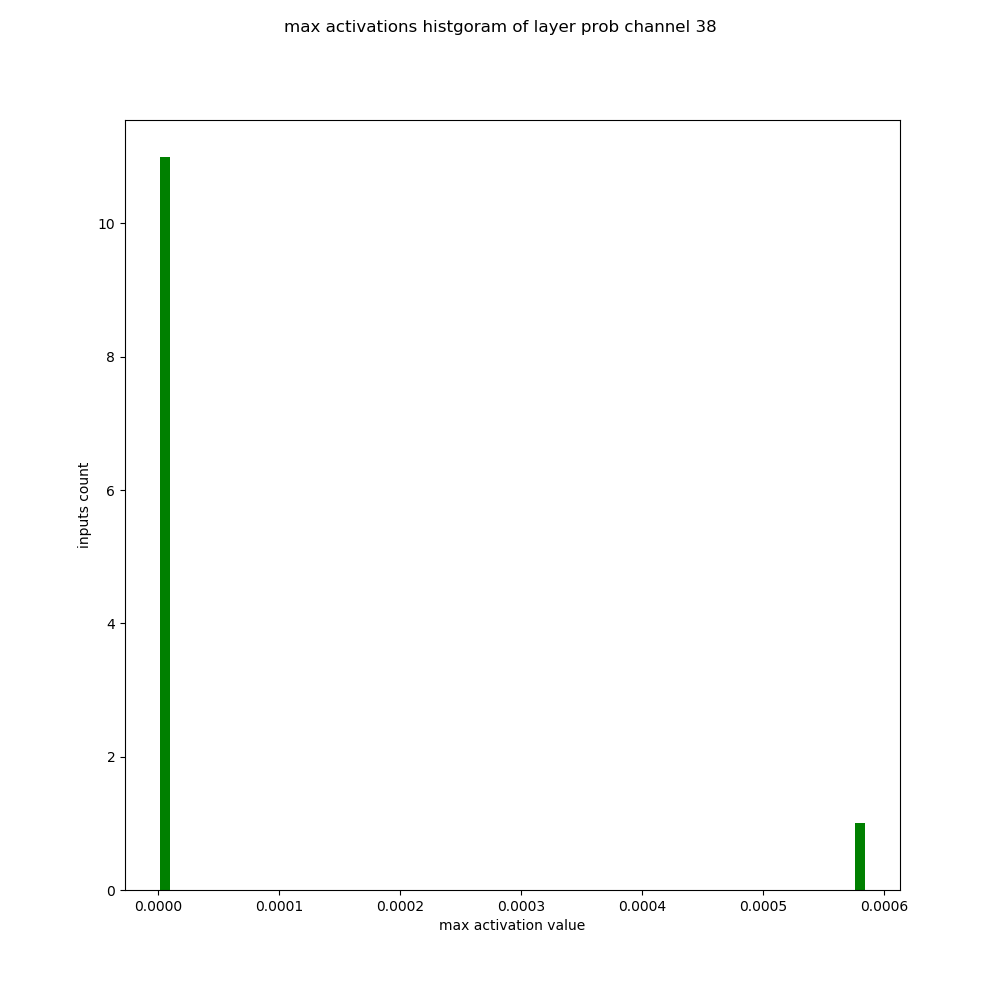 max activations histgoram of layer prob channel 38
10
8
6
4
2
0
inputs count
0.0000 0.0001 0.0002 0.0003 0.0004 0.0005 0.0006
max activation value